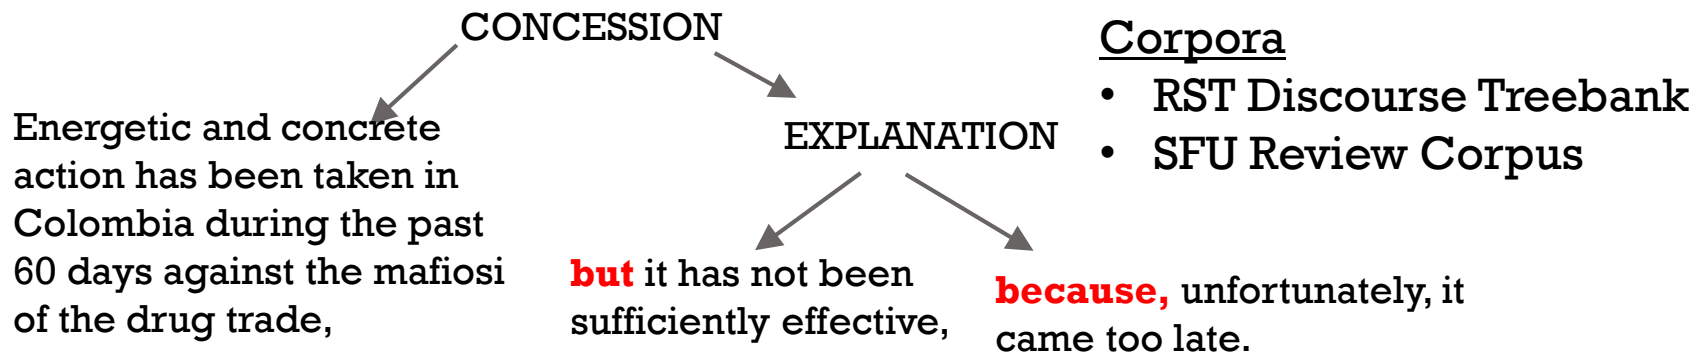 CONCESSION
Energetic and concrete
action has been taken in
Colombia during the past
60 days against the mafiosi
of the drug trade,
EXPLANATION
but it has not been
sufficiently effective,
because, unfortunately, it
came too late.
Corpora
• RST Discourse Treebank
• SFU Review Corpus